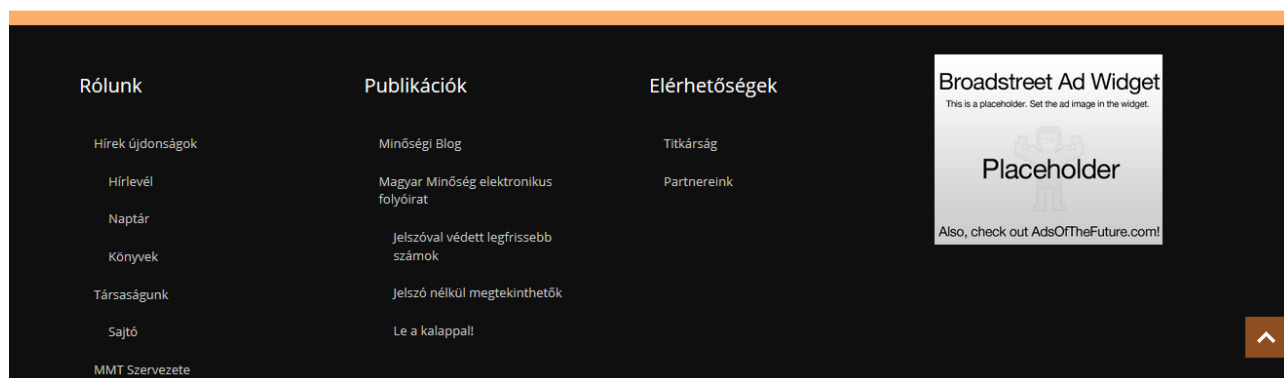 Rólunk
Hírek újdonságok
Hírlevél
Naptár
Könyvek
Társaságunk
Sajtó
MMT Szervezete
Publikációk
Minőségi Blog
Magyar Minőség elektronikus
folyóirat
Jelszóval védett legfrissebb
számok
Jelszó nélkül megtekinthetők
Le a kalappal!
Elérhetőségek
Titkárság
Partnereink
Broadstreet Ad Widget
This is a placeholder. Set the ad image in the widget.
Placeholder
Also, check out AdsOfTheFuture.com!